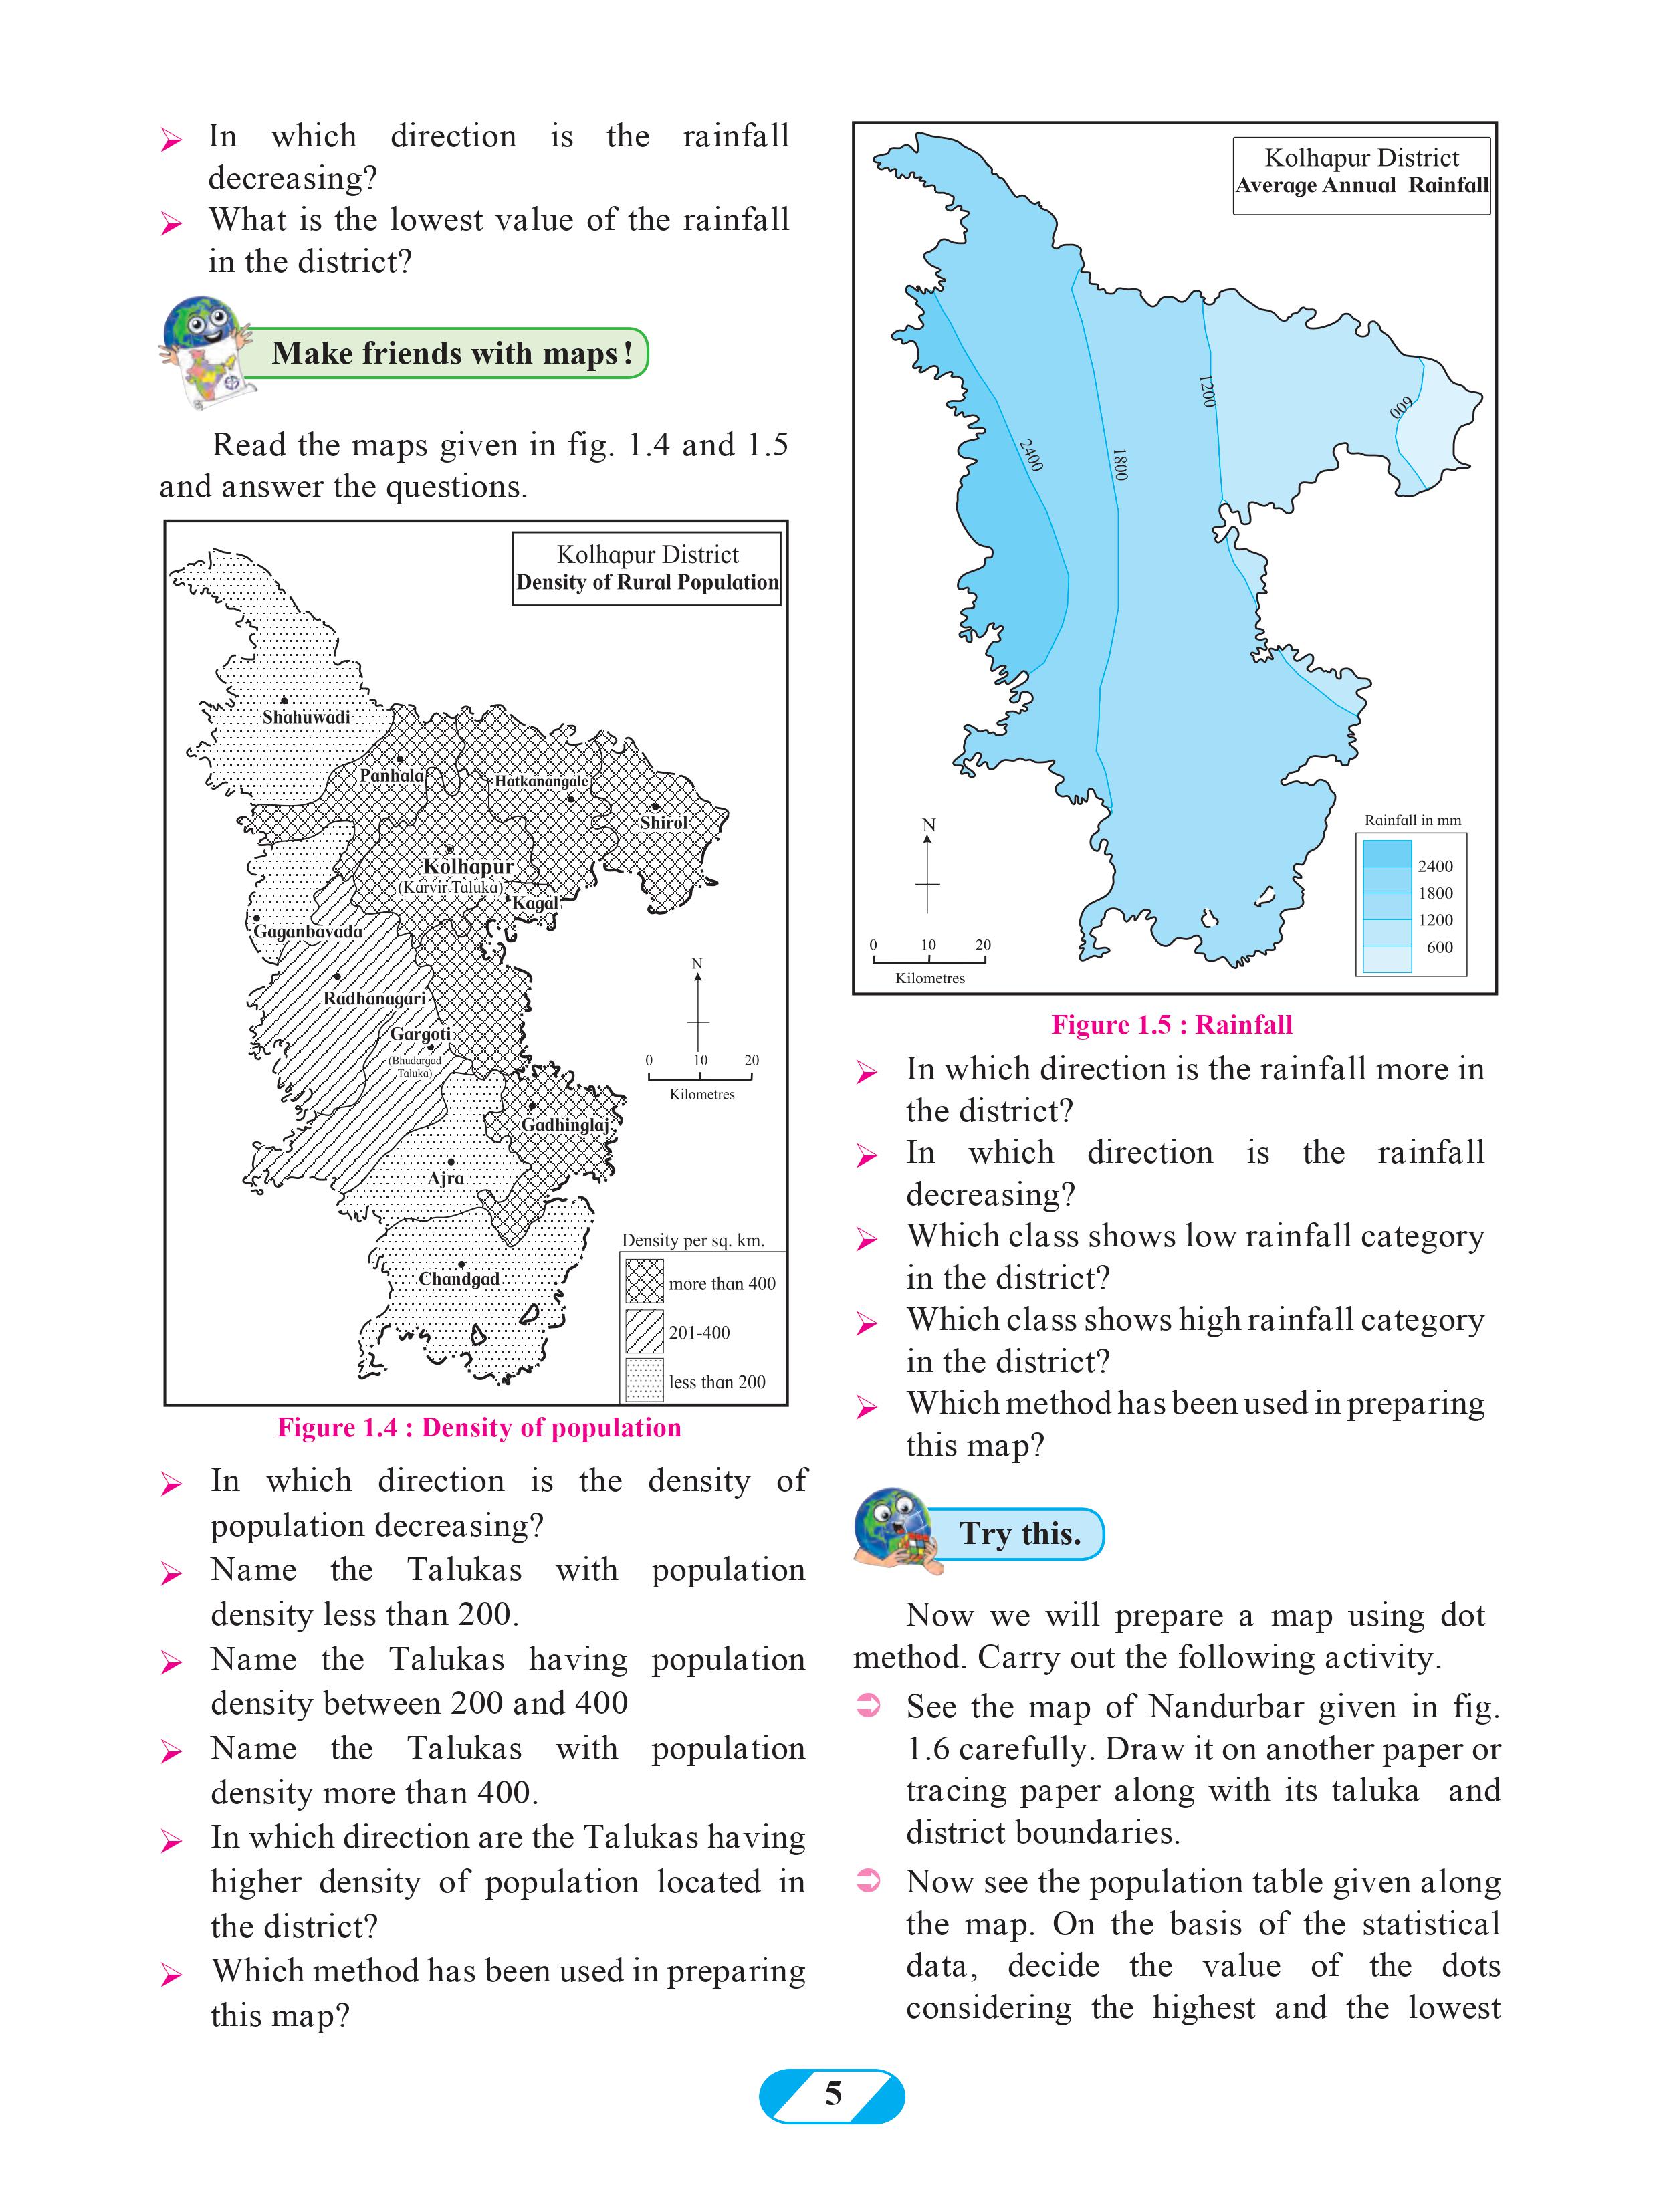 In which direction is the rainfall
decreasing?
What is the lowest value of the rainfall
in the district?
Make friends with maps!
Read the maps given in fig. 1.4 and 1.5
and answer the questions.
Kolhapur District
Density of Rural Population
Shahuwadi
Panhala
Hatkanangale
Shirol
Kolhapur
(Karvir Taluka)
Kagal
Gaganbavada
Radhanagari
Gargoti
(Bhudargad
Taluka)
Gadhinglaj
Ajra
Chandgad
N
0 10 20
Kilometres
Density per sq. km.
more than 400
201-400
less than 200
Figure 1.4 : Density of population
In which direction is the density of
population decreasing?
Name the Talukas with population
density less than 200.
Name the Talukas having population
density between 200 and 400
Name the Talukas with population
density more than 400.
In which direction are the Talukas having
higher density of population located in
the district?
Which method has been used in preparing
this map?
Kolhapur District
Average Annual Rainfall
2400
1800
1200
600
N
0 10 20
Kilometres
Rainfall in mm
2400
1800
1200
600
Figure 1.5 : Rainfall
In which direction is the rainfall more in
the district?
In which direction is the rainfall
decreasing?
Which class shows low rainfall category
in the district?
Which class shows high rainfall category
in the district?
Which method has been used in preparing
this map?
Try this.
Now we will prepare a map using dot
method. Carry out the following activity.
See the map of Nandurbar given in fig.
1.6 carefully. Draw it on another paper or
tracing paper along with its taluka and
district boundaries.
Now see the population table given along
the map. On the basis of the statistical
data, decide the value of the dots
considering the highest and the lowest
5